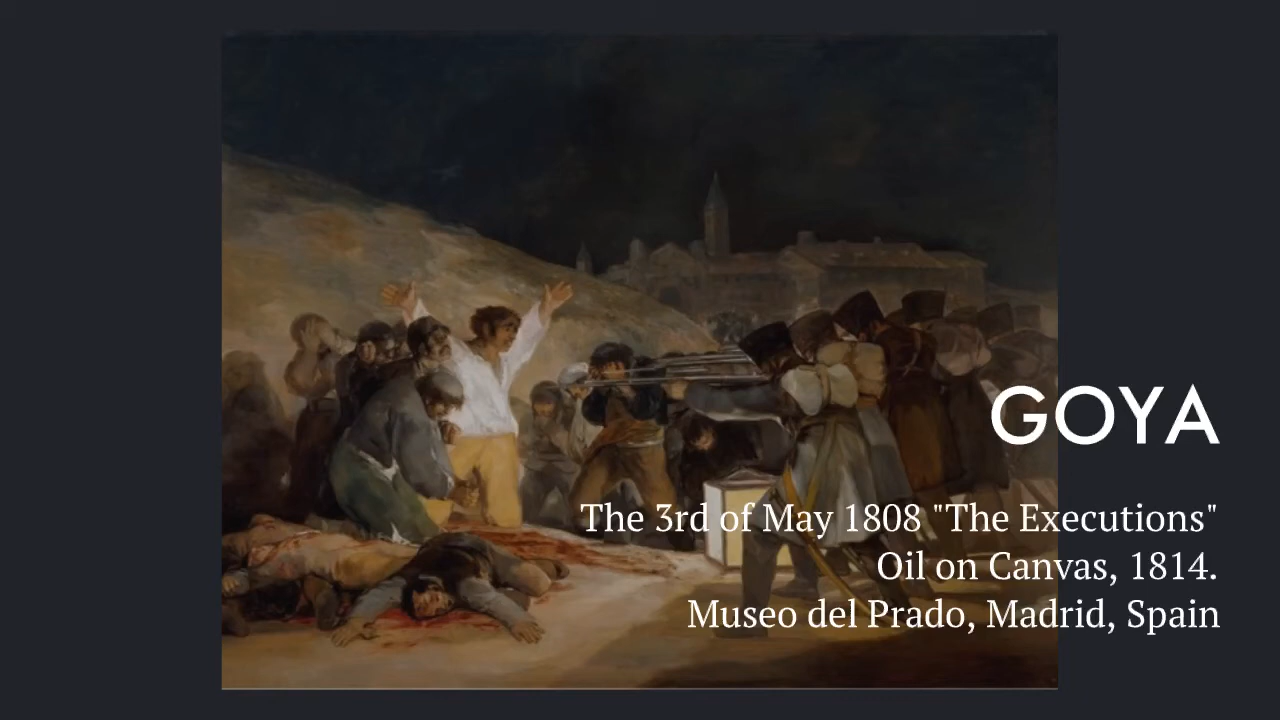 GOYA
The 3rd of May 1808 "The Executions"
Oil on Canvas, 1814.
Museo del Prado, Madrid, Spain